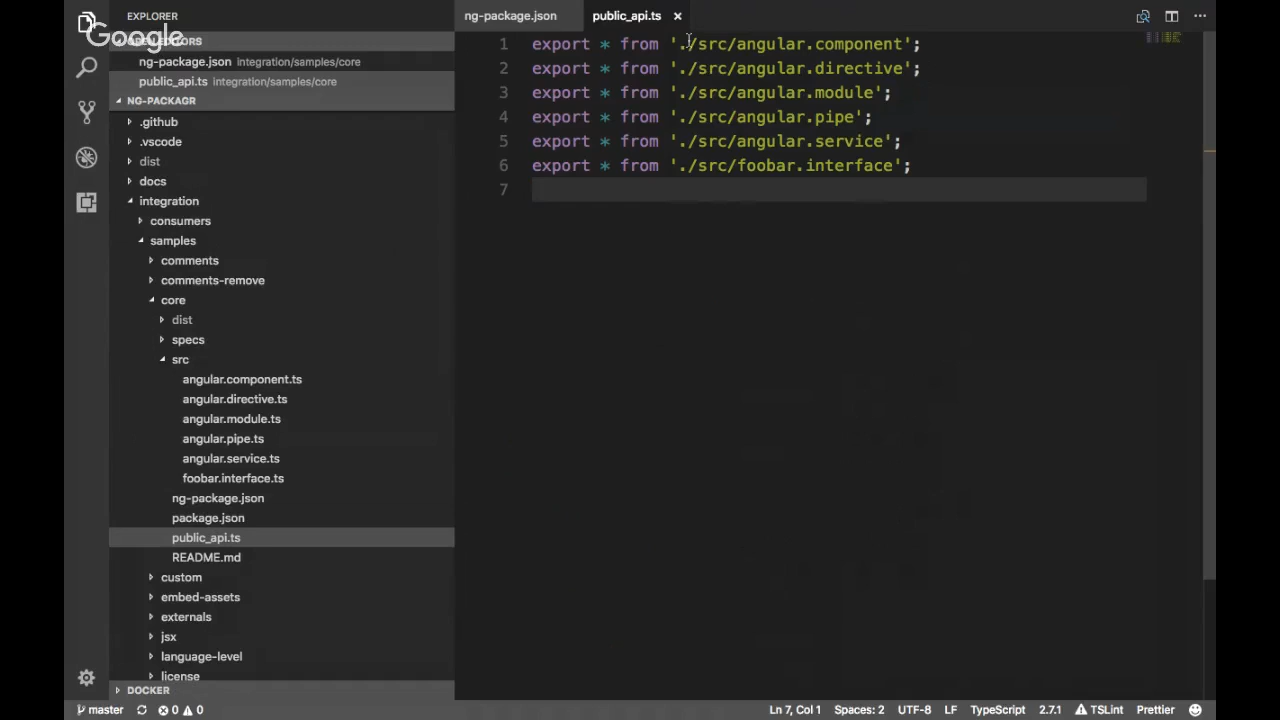 Google
EXPLORER
OPEN EDITORS
ng-package.json integration/samples/core
public_api.ts integration/samples/core
NG-PACKAGR
.github
.vscode
dist
docs
integration
consumers
samples
comments
comments-remove
core
dist
specs
src
angular.component.ts
angular.directive.ts
angular.module.ts
angular.pipe.ts
angular.service.ts
foobar.interface.ts
ng-package.json
package.json
public_api.ts
README.md
custom
embed-assets
externals
jsx
language-level
license
DOCKER
ng-package.json public_api.ts ×
1 export * from './src/angular.component';
2 export * from './src/angular.directive';
3 export * from './src/angular.module';
4 export * from './src/angular.pipe';
5 export * from './src/angular.service';
6 export * from './src/foobar.interface';
7
master 0 0 Ln 7, Col 1 Spaces: 2 UTF-8 LF TypeScript 2.7.1 TSLint Prettier